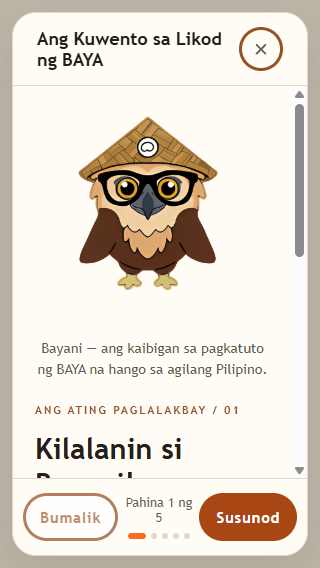 Ang Kuwento sa Likod
ng BAYA
Bayani — ang kaibigan sa pagkatuto
ng BAYA na hango sa agilang Pilipino.
ANG ATING PAGLALAKBAY / 01
Kilalanin si
Bumalik
Pahina 1 ng
5
Susunod